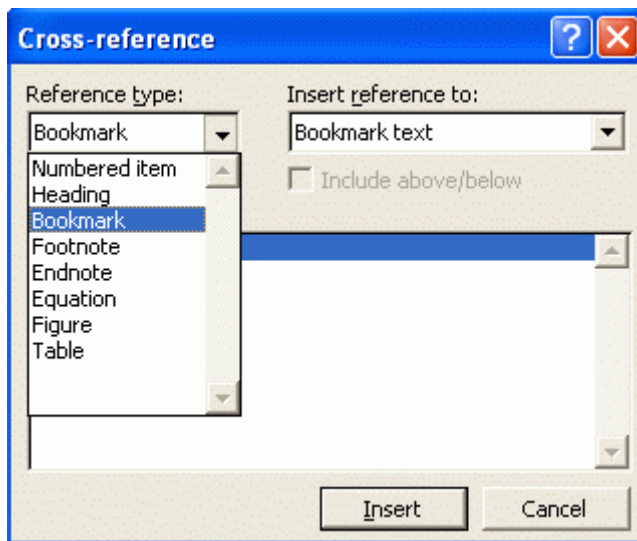 Cross-reference
Reference type:
Insert reference to:
Bookmark
Bookmark text
Include above/below
Numbered item
Heading
Bookmark
Footnote
Endnote
Equation
Figure
Table
Insert
Cancel